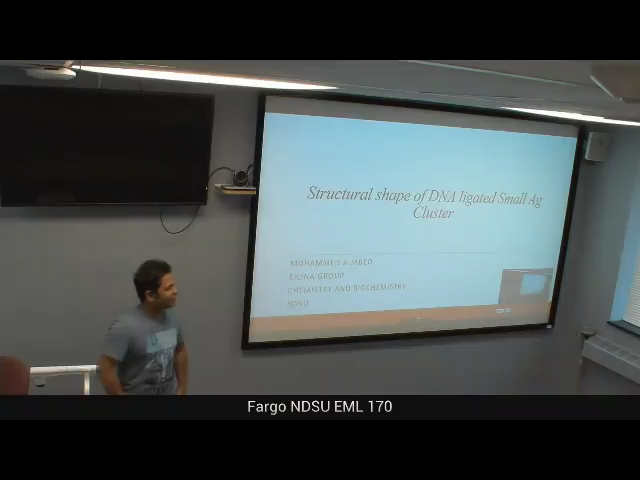 Structural shape of DNA ligated Small Ag
Cluster
MOHAMMED A JABED
KILINA GROUP
CHEMISTRY AND BIOCHEMISTRY
NDSU
Fargo NDSU EML 170